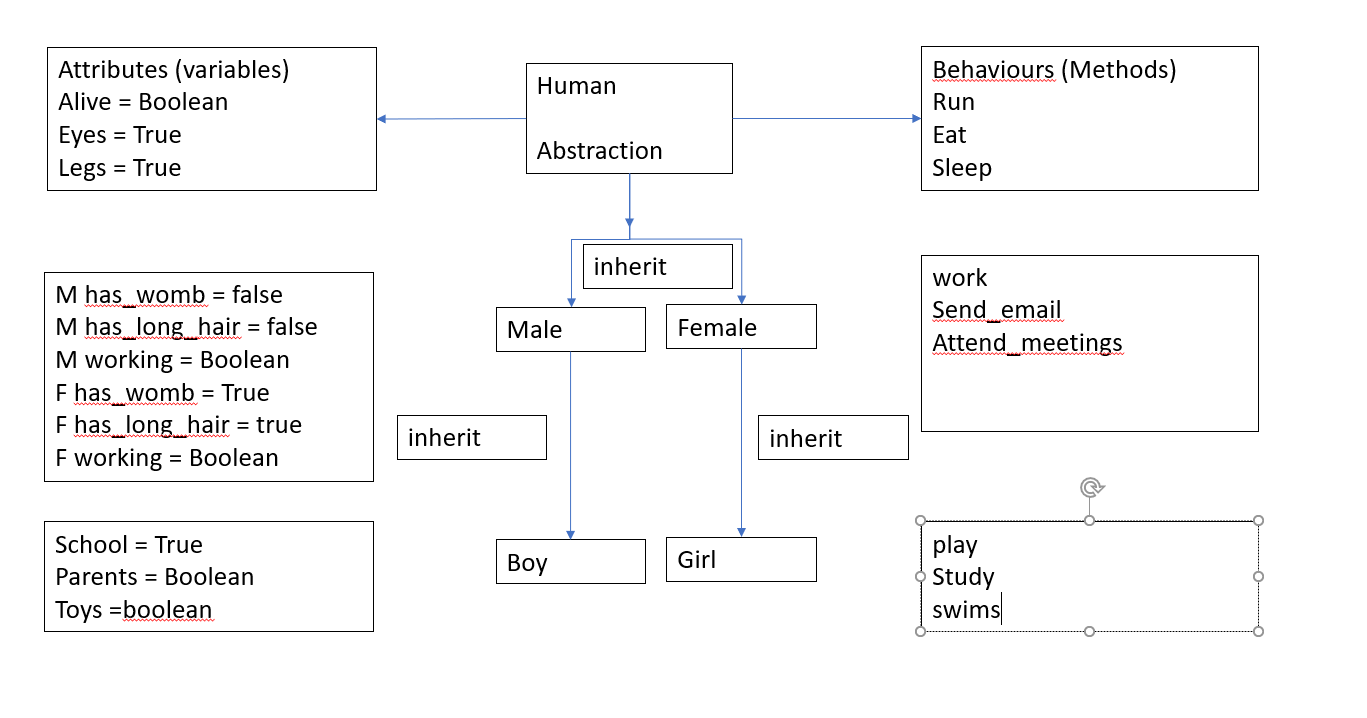 Attributes (variables)
Alive = Boolean
Eyes = True
Legs = True
Human
Abstraction
Behaviours (Methods)
Run
Eat
Sleep
inherit
M has_womb = false
M has_long_hair = false
M working = Boolean
F has_womb = True
F has_long_hair = true
F working = Boolean
Male
Female
work
Send_email
Attend_meetings
inherit
inherit
School = True
Parents = Boolean
Toys =boolean
Boy
Girl
play
Study
swims